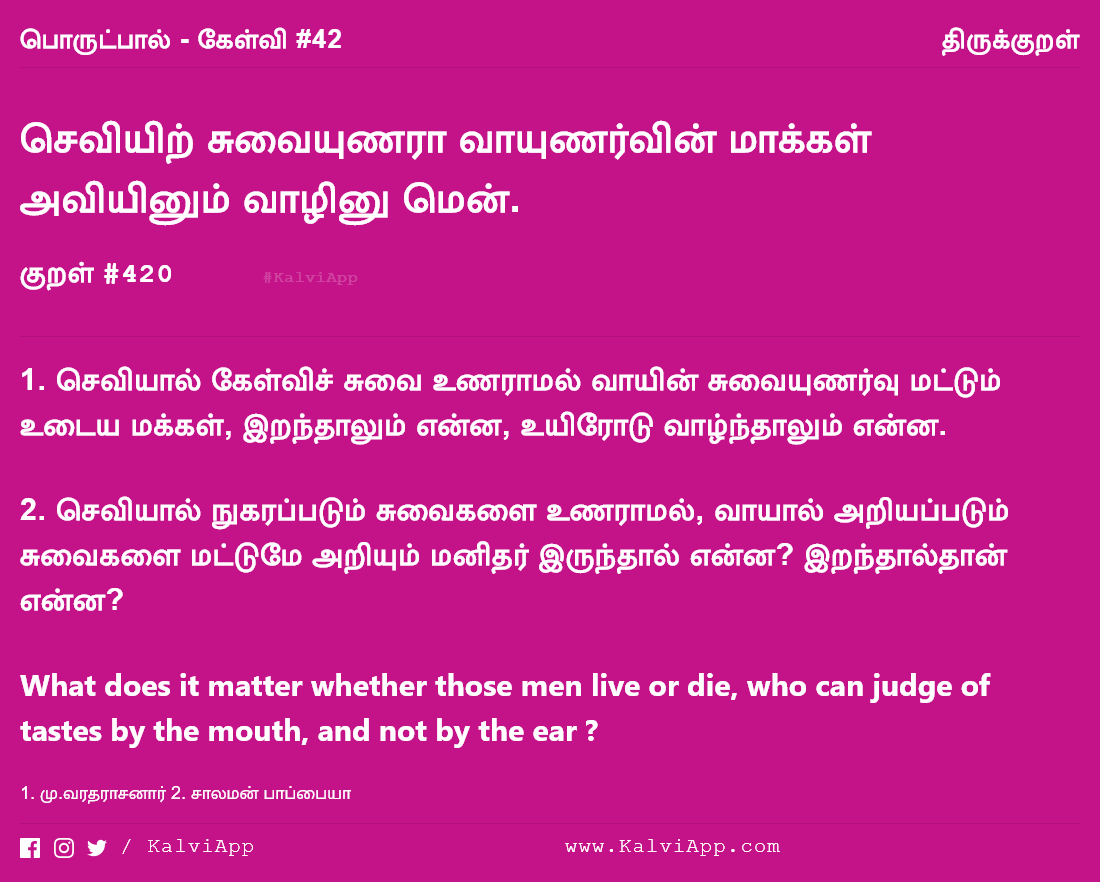 பொருட்பால் - கேள்வி #42 திருக்குறள்
செவியிற் சுவையுணரா வாயுணர்வின் மாக்கள்
அவியினும் வாழினு மென்.
குறள் #420 #KalviApp
1. செவியால் கேள்விச் சுவை உணராமல் வாயின் சுவையுணர்வு மட்டும்
உடைய மக்கள், இறந்தாலும் என்ன, உயிரோடு வாழ்ந்தாலும் என்ன.
2. செவியால் நுகரப்படும் சுவைகளை உணராமல், வாயால் அறியப்படும்
சுவைகளை மட்டுமே அறியும் மனிதர் இருந்தால் என்ன? இறந்தால்தான்
என்ன?
What does it matter whether those men live or die, who can judge of
tastes by the mouth, and not by the ear ?
1. மு.வரதராசனார் 2. சாலமன் பாப்பையா
/ KalviApp www.KalviApp.com